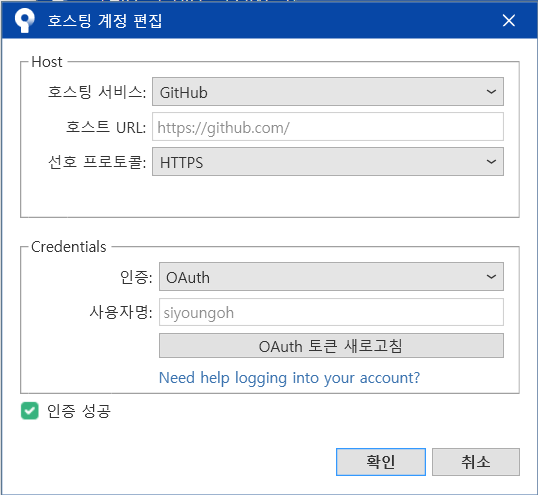 호스팅 계정 편집
Host
호스팅 서비스: GitHub
호스트 URL: https://github.com/
선호 프로토콜: HTTPS
Credentials
인증: OAuth
사용자명: siyoungoh
OAuth 토큰 새로고침
Need help logging into your account?
인증 성공
확인 취소